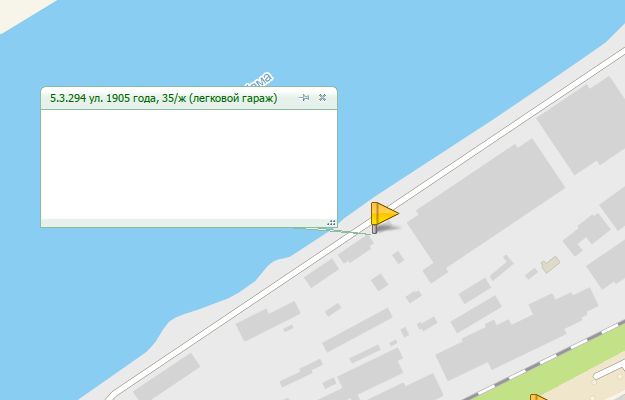 5.3.294 ул. 1905 года, 35/ж (легковой гараж)